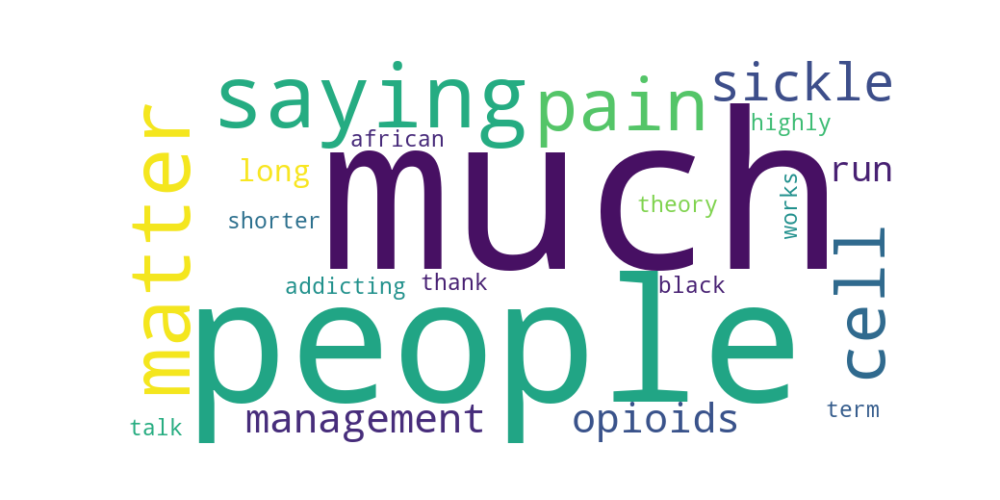 saying
pain
sickle
highly
african
matter
long
much
theory
works
run
shorter
cell
addicting
thank
black
people
management
opioids
term
talk